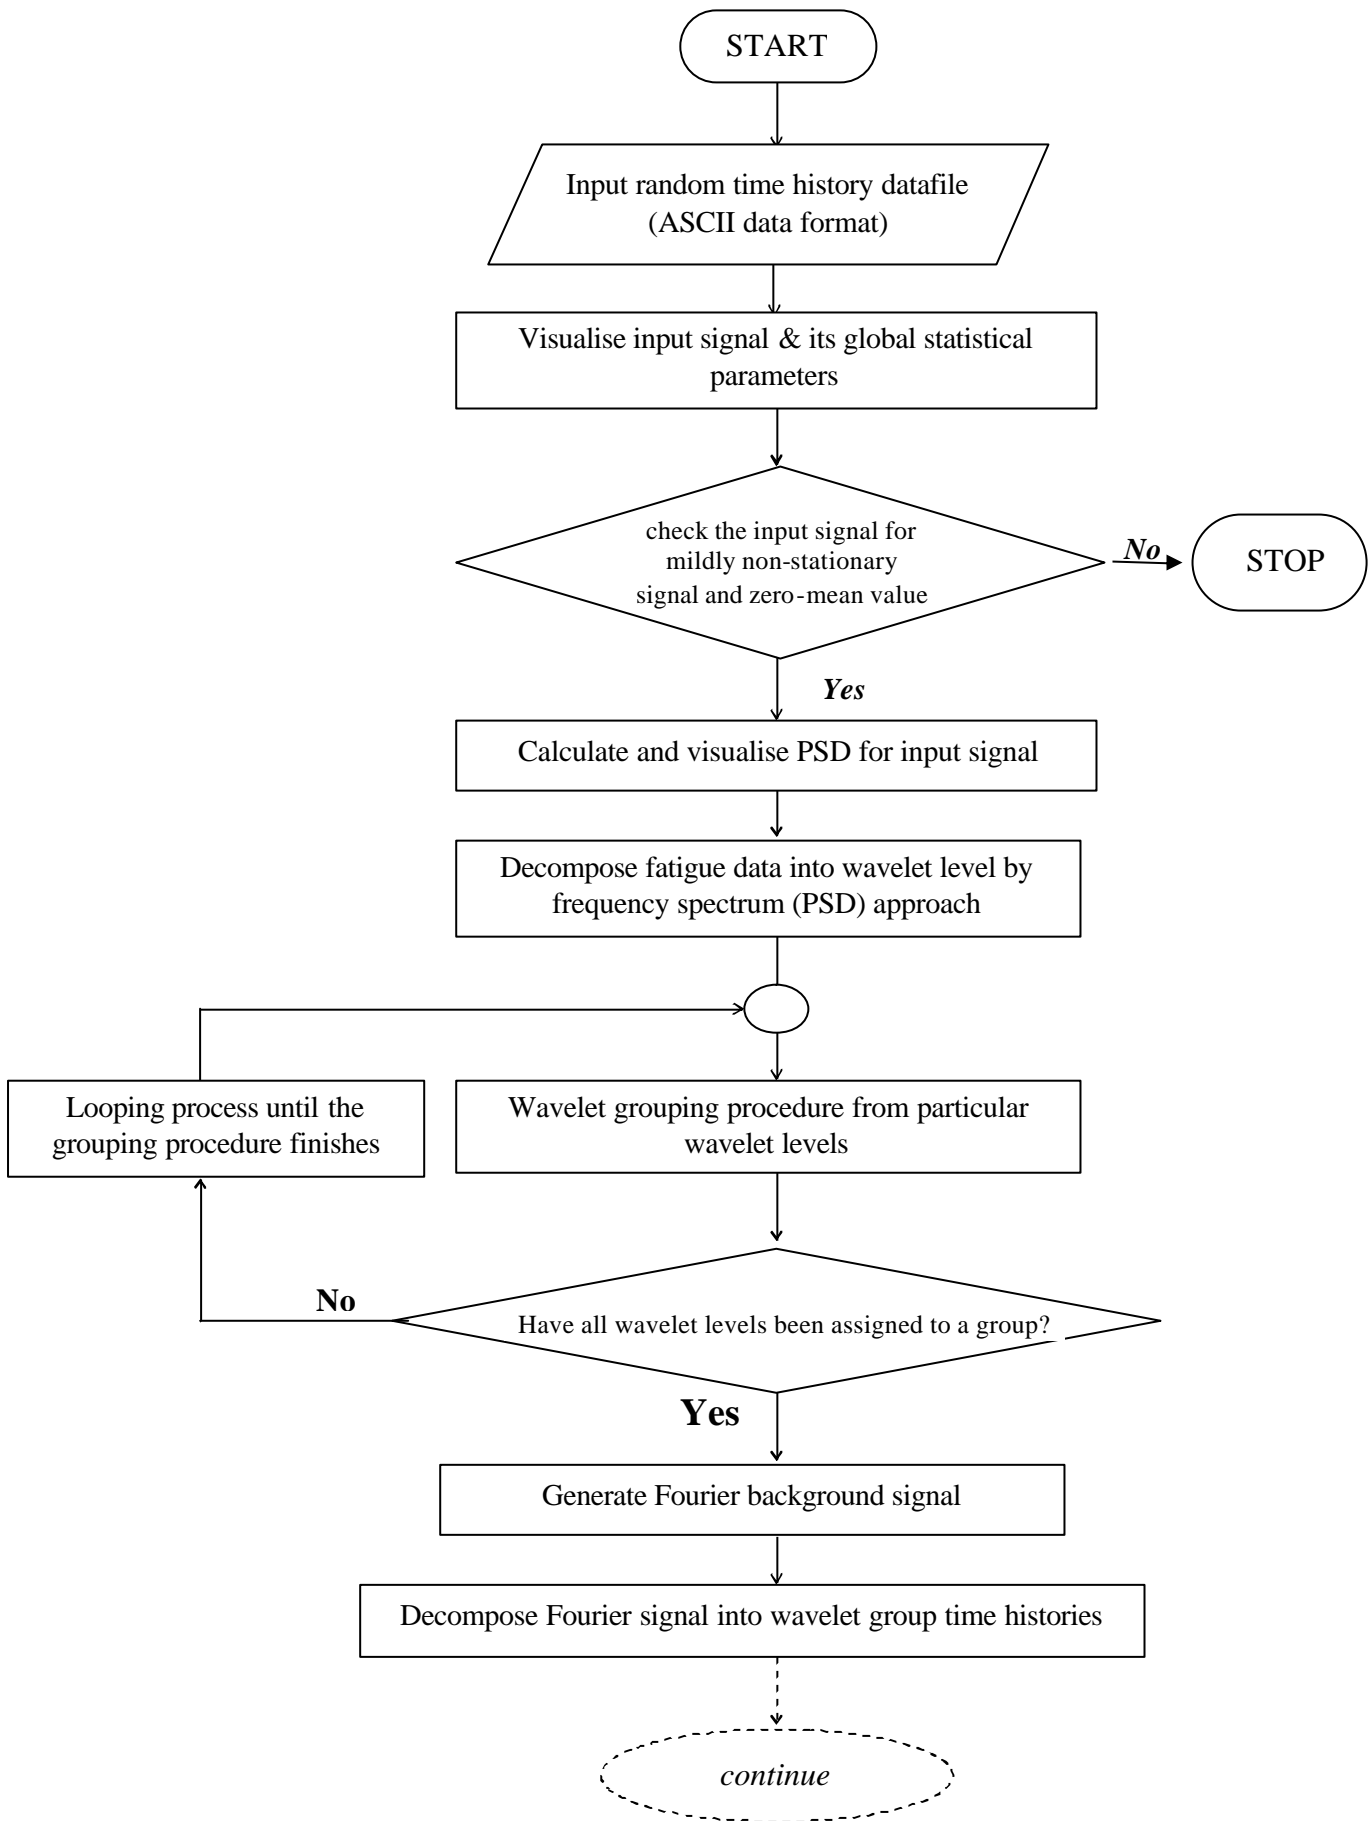 START
Input random time history datafile
(ASCII data format)
Visualise input signal & its global statistical
parameters
check the input signal for
mildly non-stationary
signal and zero-mean value
No
STOP
Yes
Calculate and visualise PSD for input signal
Decompose fatigue data into wavelet level by
frequency spectrum (PSD) approach
Looping process until the
grouping procedure finishes
Wavelet grouping procedure from particular
wavelet levels
No
Have all wavelet levels been assigned to a group?
Yes
Generate Fourier background signal
Decompose Fourier signal into wavelet group time histories
continue